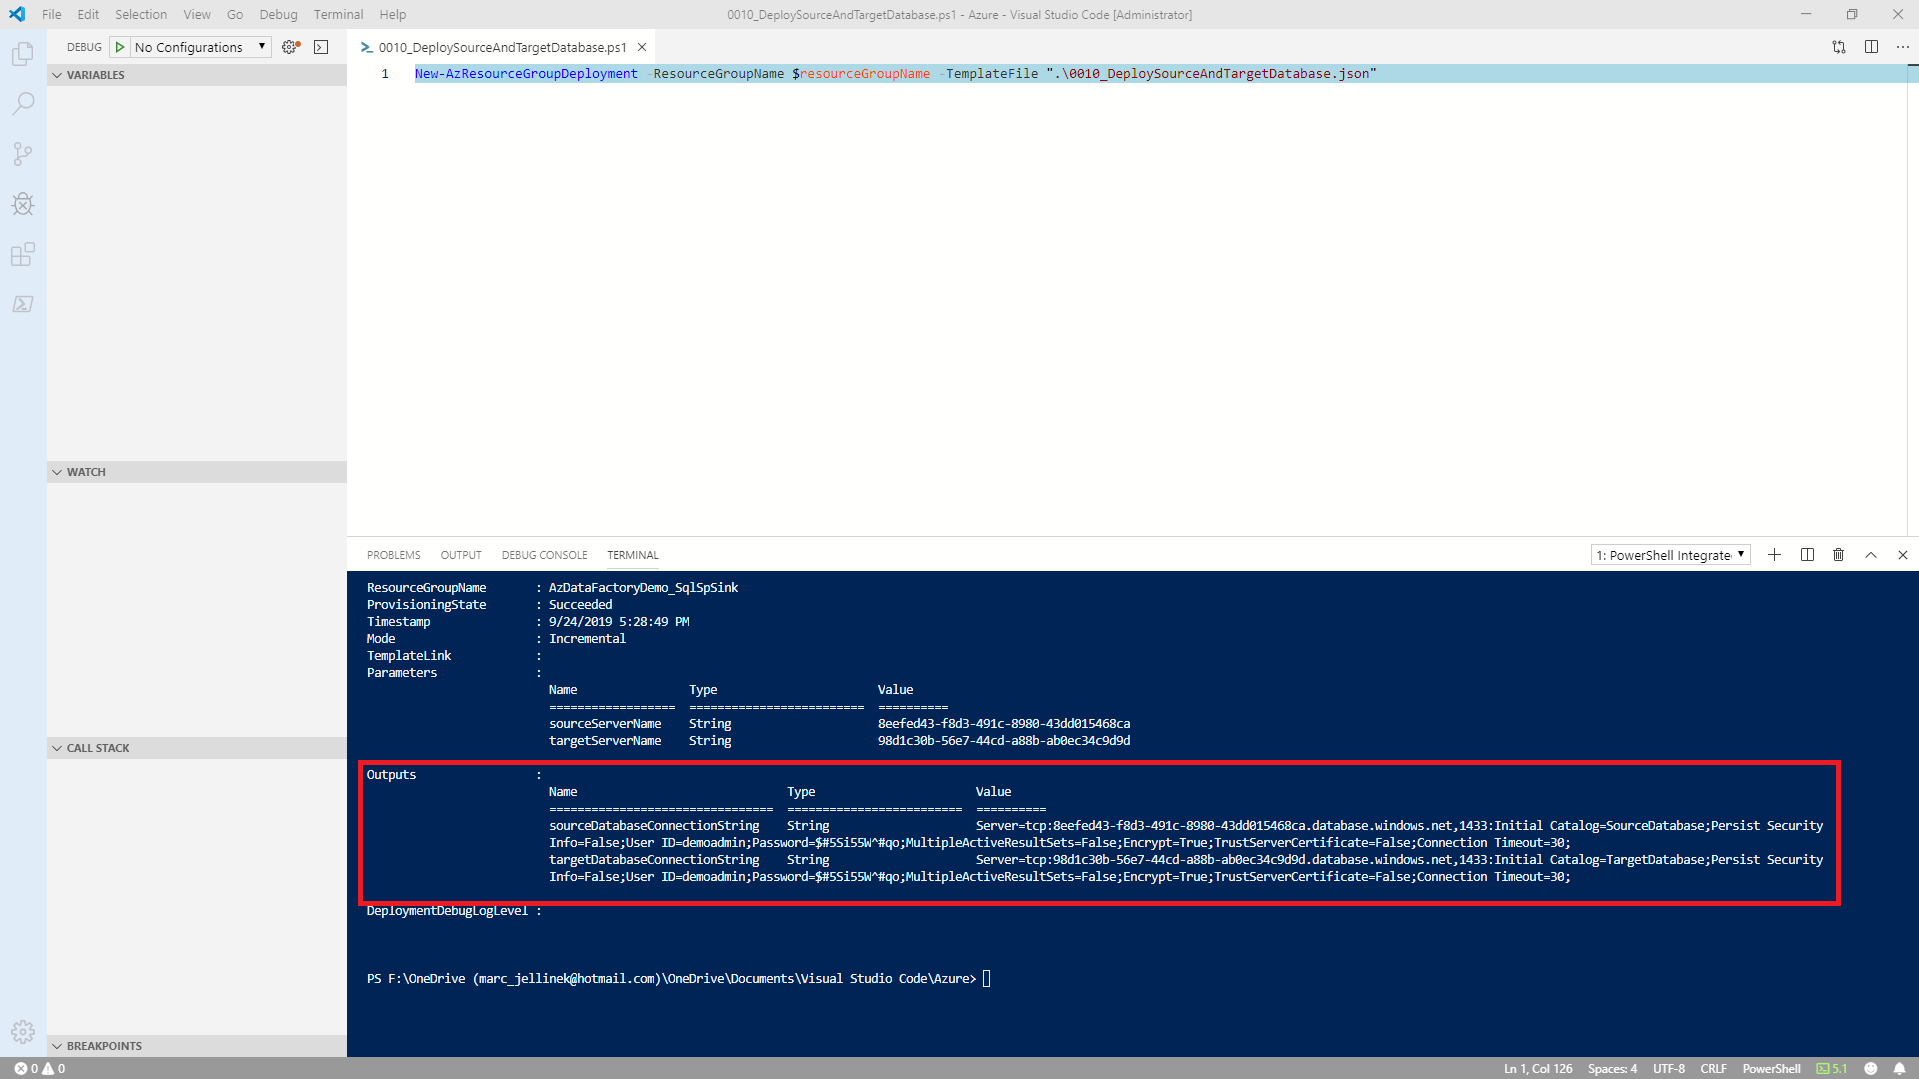 File Edit Selection View Go Debug Terminal Help
0010_DeploySourceAndTargetDatabase.ps1 - Azure - Visual Studio Code [Administrator]
DEBUG No Configurations
0010_DeploySourceAndTargetDatabase.ps1
VARIABLES
1 New-AzResourceGroupDeployment -ResourceGroupName $resourceGroupName -TemplateFile ".\0010_DeploySourceAndTargetDatabase.json"
WATCH
CALL STACK
BREAKPOINTS
PROBLEMS OUTPUT DEBUG CONSOLE TERMINAL
1: PowerShell Integrate
ResourceGroupName : AzDataFactoryDemo_SqlSpSink
ProvisioningState : Succeeded
Timestamp : 9/24/2019 5:28:49 PM
Mode : Incremental
TemplateLink :
Parameters :
Name Type Value
================== ========================= ==========
sourceServerName String 8eefed43-f8d3-491c-8980-43dd015468ca
targetServerName String 98d1c30b-56e7-44cd-a88b-ab0ec34c9d9d
Outputs :
Name Type Value
================================ ========================= ==========
sourceDatabaseConnectionString String Server=tcp:8eefed43-f8d3-491c-8980-43dd015468ca.database.windows.net,1433:Initial Catalog=SourceDatabase;Persist Security
Info=False;User ID=demoadmin;Password=$#5Si55W^#qo;MultipleActiveResultSets=False;Encrypt=True;TrustServerCertificate=False;Connection Timeout=30;
targetDatabaseConnectionString String Server=tcp:98d1c30b-56e7-44cd-a88b-ab0ec34c9d9d.database.windows.net,1433:Initial Catalog=TargetDatabase;Persist Security
Info=False;User ID=demoadmin;Password=$#5Si55W^#qo;MultipleActiveResultSets=False;Encrypt=True;TrustServerCertificate=False;Connection Timeout=30;
DeploymentDebugLogLevel :
PS F:\OneDrive (marc_jellinek@hotmail.com)\OneDrive\Documents\Visual Studio Code\Azure>
0 0
Ln 1, Col 126 Spaces: 4 UTF-8 CRLF PowerShell 5.1